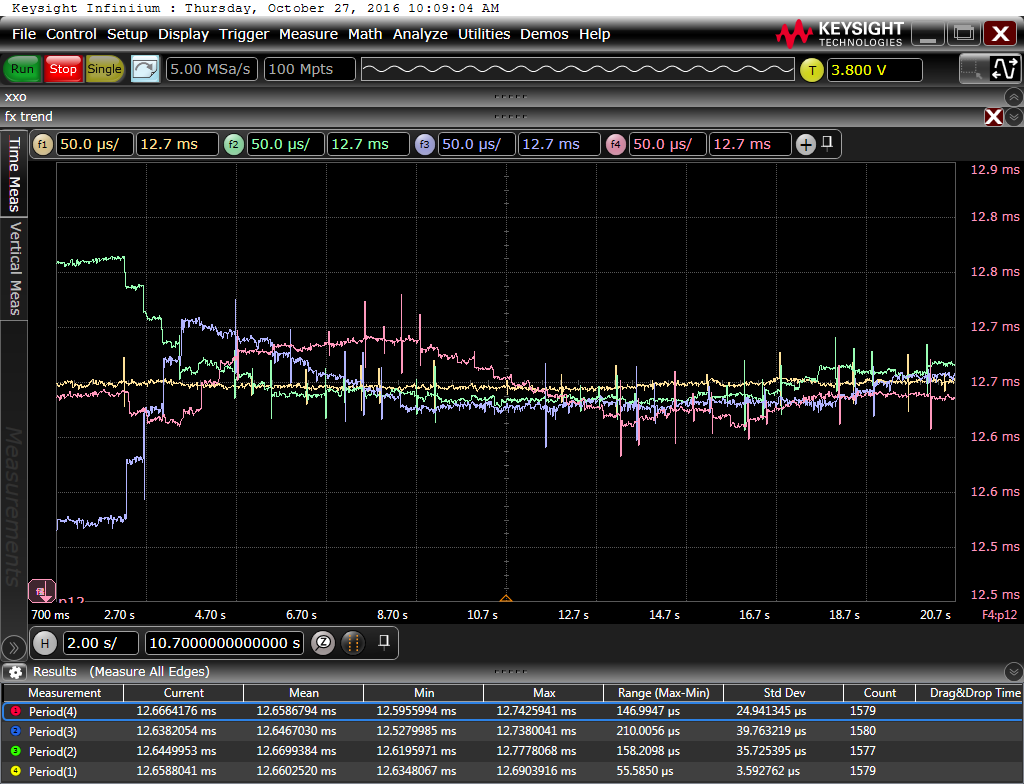 Keysight Infiniium : Thursday, October 27, 2016 10:09:04 AM
File Control Setup Display Trigger Measure Math Analyze Utilities Demos Help
KEYSIGHT
TECHNOLOGIES
Run Stop Single 5.00 MSa/s 100 Mpts T 3.800 V
xxo
fx trend
f1 50.0 µs/ 12.7 ms f2 50.0 µs/ 12.7 ms f3 50.0 µs/ 12.7 ms f4 50.0 µs/ 12.7 ms
Time Meas
Vertical Meas
Measurements
12.9 ms
12.8 ms
12.8 ms
12.7 ms
12.7 ms
12.6 ms
12.6 ms
12.5 ms
12.5 ms
p12
700 ms 2.70 s 4.70 s 6.70 s 8.70 s 10.7 s 12.7 s 14.7 s 16.7 s 18.7 s 20.7 s F4:p12
H 2.00 s/ 10.7000000000000 s
Results (Measure All Edges)
Measurement Current Mean Min Max Range (Max-Min) Std Dev Count Drag&Drop Time
Period(4) 12.6664176 ms 12.6586794 ms 12.5955994 ms 12.7425941 ms 146.9947 µs 24.941345 µs 1579
2 Period(3) 12.6382054 ms 12.6467030 ms 12.5279985 ms 12.7380041 ms 210.0056 µs 39.763219 µs 1580
3 Period(2) 12.6449953 ms 12.6699384 ms 12.6195971 ms 12.7778068 ms 158.2098 µs 35.725395 µs 1577
4 Period(1) 12.6588041 ms 12.6602520 ms 12.6348067 ms 12.6903916 ms 55.5850 µs 3.592762 µs 1579